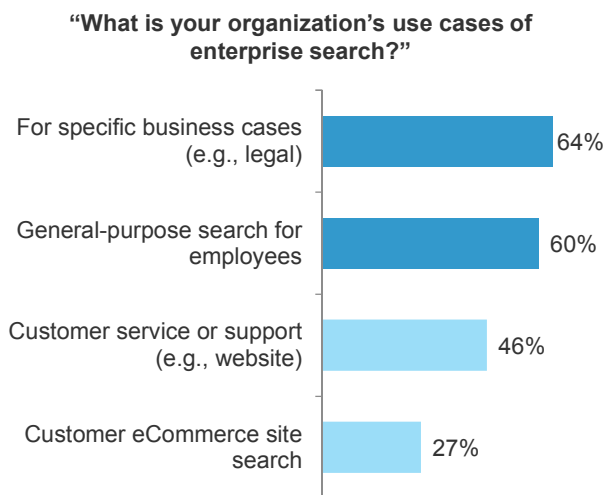 “What is your organization’s use cases of
enterprise search?”
For specific business cases
(e.g., legal)
64%
General-purpose search for
employees
60%
Customer service or support
(e.g., website)
46%
Customer eCommerce site
search
27%